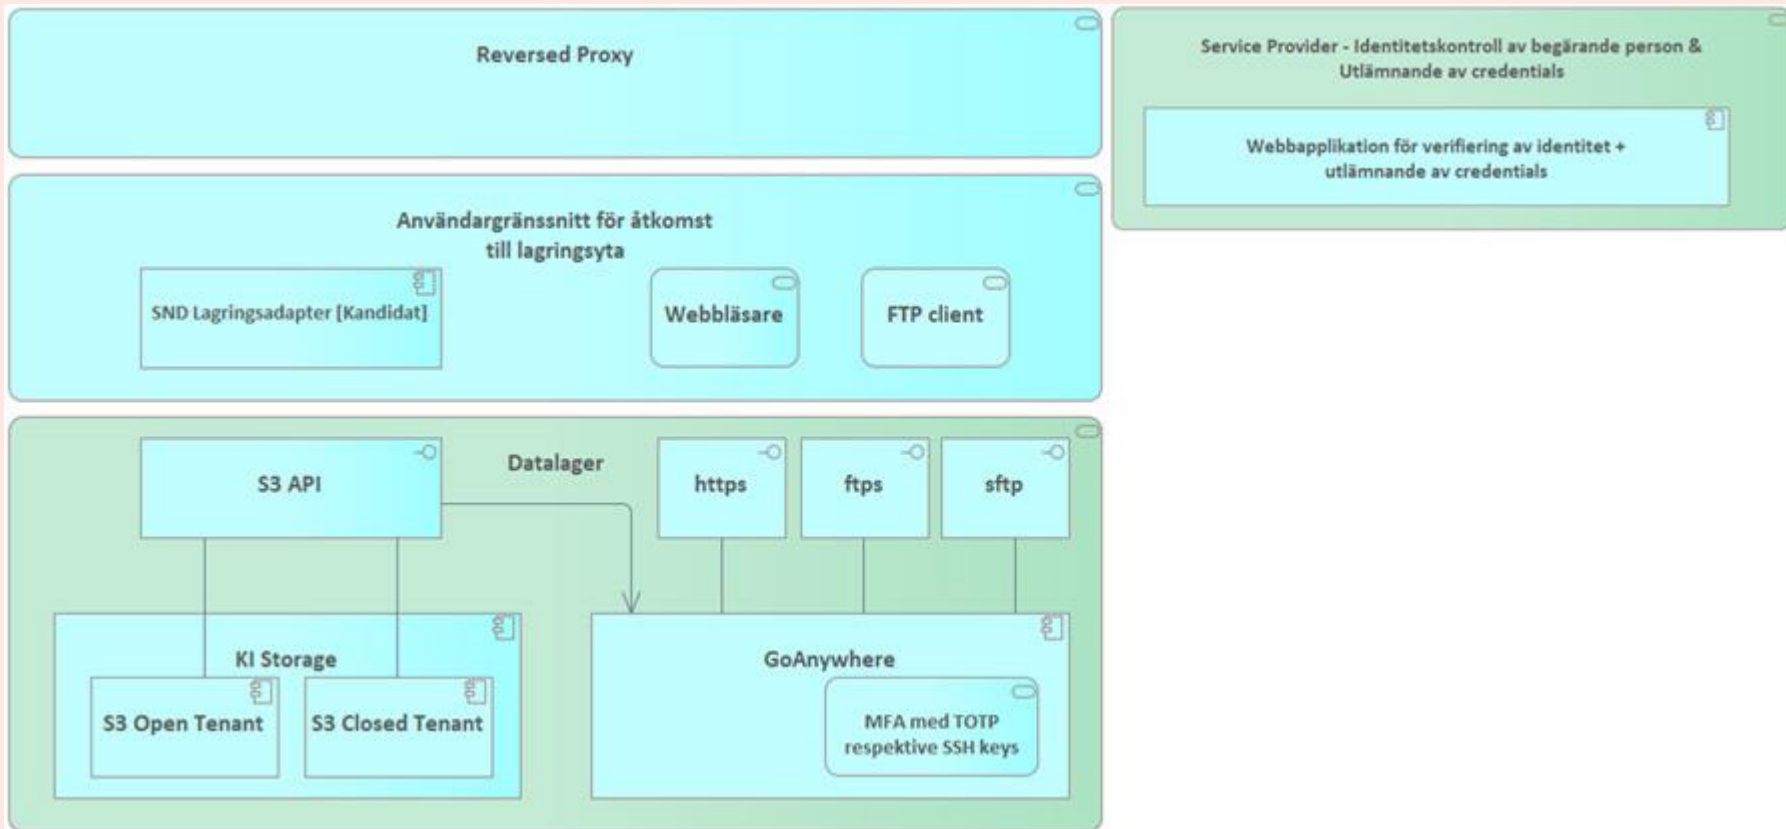 Reversed Proxy
Service Provider - Identitetskontroll av begärande person &
Utlämnande av credentials
Webbapplikation för verifiering av identitet +
utlämnande av credentials
Användargränssnitt för åtkomst
till lagringsyta
SND Lagringsadapter [Kandidat]
Webbläsare
FTP client
Datalager
S3 API
https
ftps
sftp
KI Storage
S3 Open Tenant
S3 Closed Tenant
GoAnywhere
MFA med TOTP
respektive SSH keys